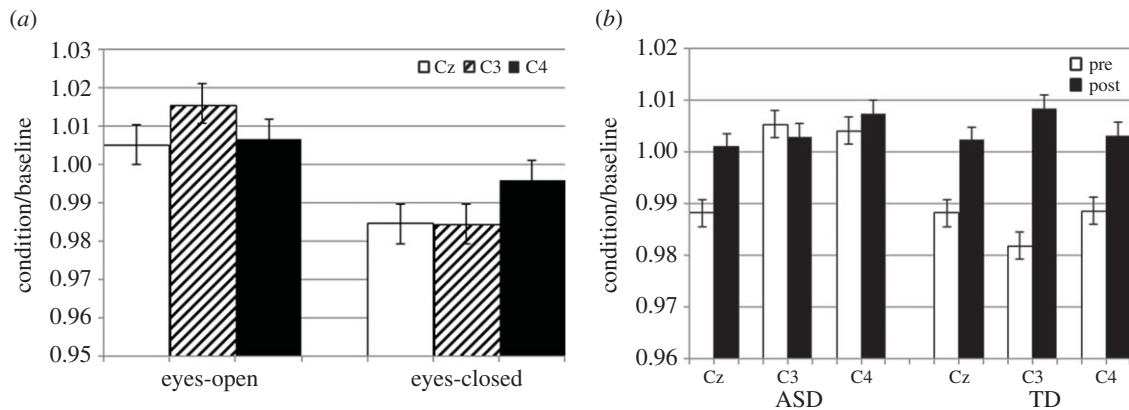 (a)
condition/baseline
1.03
1.02
1.01
1.00
0.99
0.98
0.97
0.96
0.95
Cz C3 C4
eyes-open eyes-closed
(b)
condition/baseline
1.02
1.01
1.00
0.99
0.98
0.97
0.96
pre
post
Cz C3 C4 Cz C3 C4
ASD TD